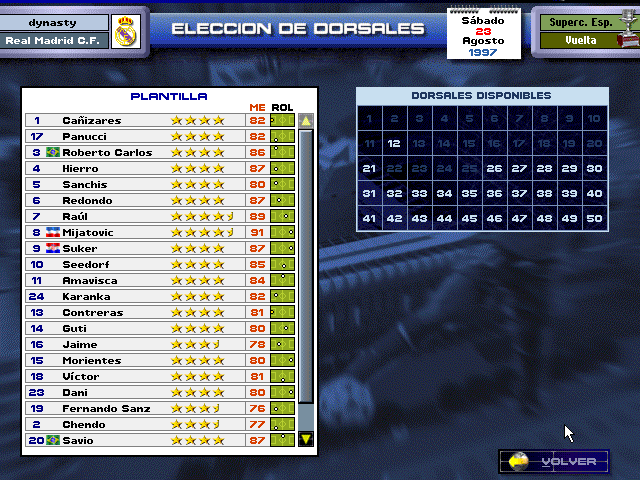 dynasty
Real Madrid C.F.
ELECCION DE DORSALES
Sábado
23
Agosto
1997
Superc. Esp.
Vuelta
PLANTILLA
ME ROL
1 Cañizares 82
17 Panucci 82
3 Roberto Carlos 86
4 Hierro 87
5 Sanchis 80
6 Redondo 87
7 Raúl 89
8 Mijatovic 91
9 Suker 87
10 Seedorf 85
11 Amavisca 84
24 Karanka 82
13 Contreras 81
14 Guti 80
16 Jaime 78
15 Morientes 80
18 Víctor 81
23 Dani 80
19 Fernando Sanz 76
2 Chendo 77
20 Savio 87
DORSALES DISPONIBLES
1 2 3 4 5 6 7 8 9 10
11 12 13 14 15 16 17 18 19 20
21 22 23 24 25 26 27 28 29 30
31 32 33 34 35 36 37 38 39 40
41 42 43 44 45 46 47 48 49 50
VOLVER